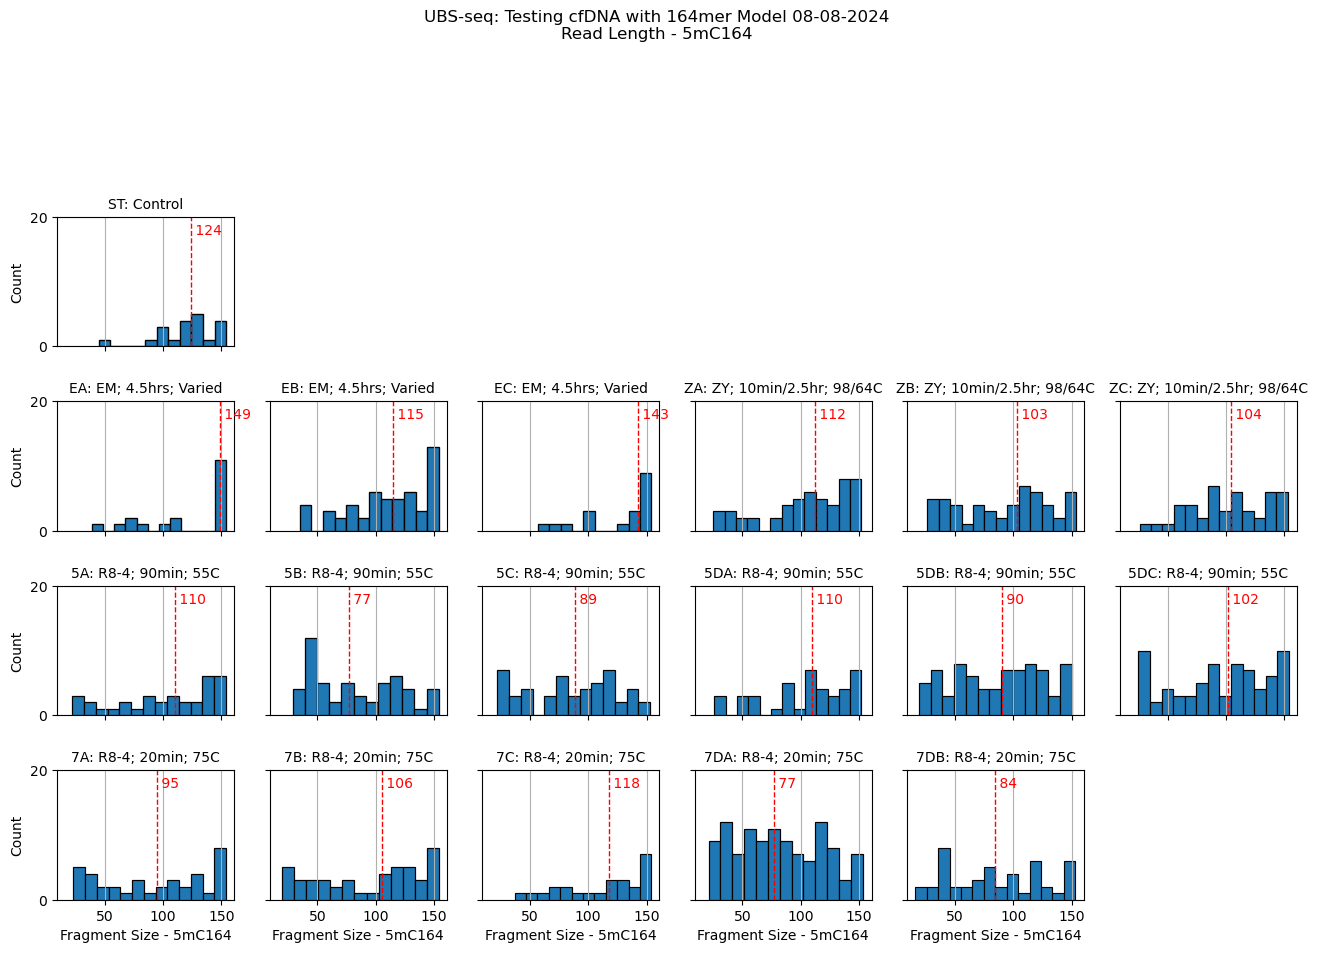 UBS-seq: Testing cfDNA with 164mer Model 08-08-2024
Read Length - 5mC164
ST: Control
20
124
Count
0
EA: EM; 4.5hrs; Varied
EB: EM; 4.5hrs; Varied
EC: EM; 4.5hrs; Varied
ZA: ZY; 10min/2.5hr; 98/64C
ZB: ZY; 10min/2.5hr; 98/64C
ZC: ZY; 10min/2.5hr; 98/64C
20
149
115
143
112
103
104
Count
0
5A: R8-4; 90min; 55C
5B: R8-4; 90min; 55C
5C: R8-4; 90min; 55C
5DA: R8-4; 90min; 55C
5DB: R8-4; 90min; 55C
5DC: R8-4; 90min; 55C
20
110
77
89
110
90
102
Count
0
7A: R8-4; 20min; 75C
7B: R8-4; 20min; 75C
7C: R8-4; 20min; 75C
7DA: R8-4; 20min; 75C
7DB: R8-4; 20min; 75C
20
95
106
118
77
84
Count
0
50 100 150
50 100 150
50 100 150
50 100 150
50 100 150
Fragment Size - 5mC164
Fragment Size - 5mC164
Fragment Size - 5mC164
Fragment Size - 5mC164
Fragment Size - 5mC164